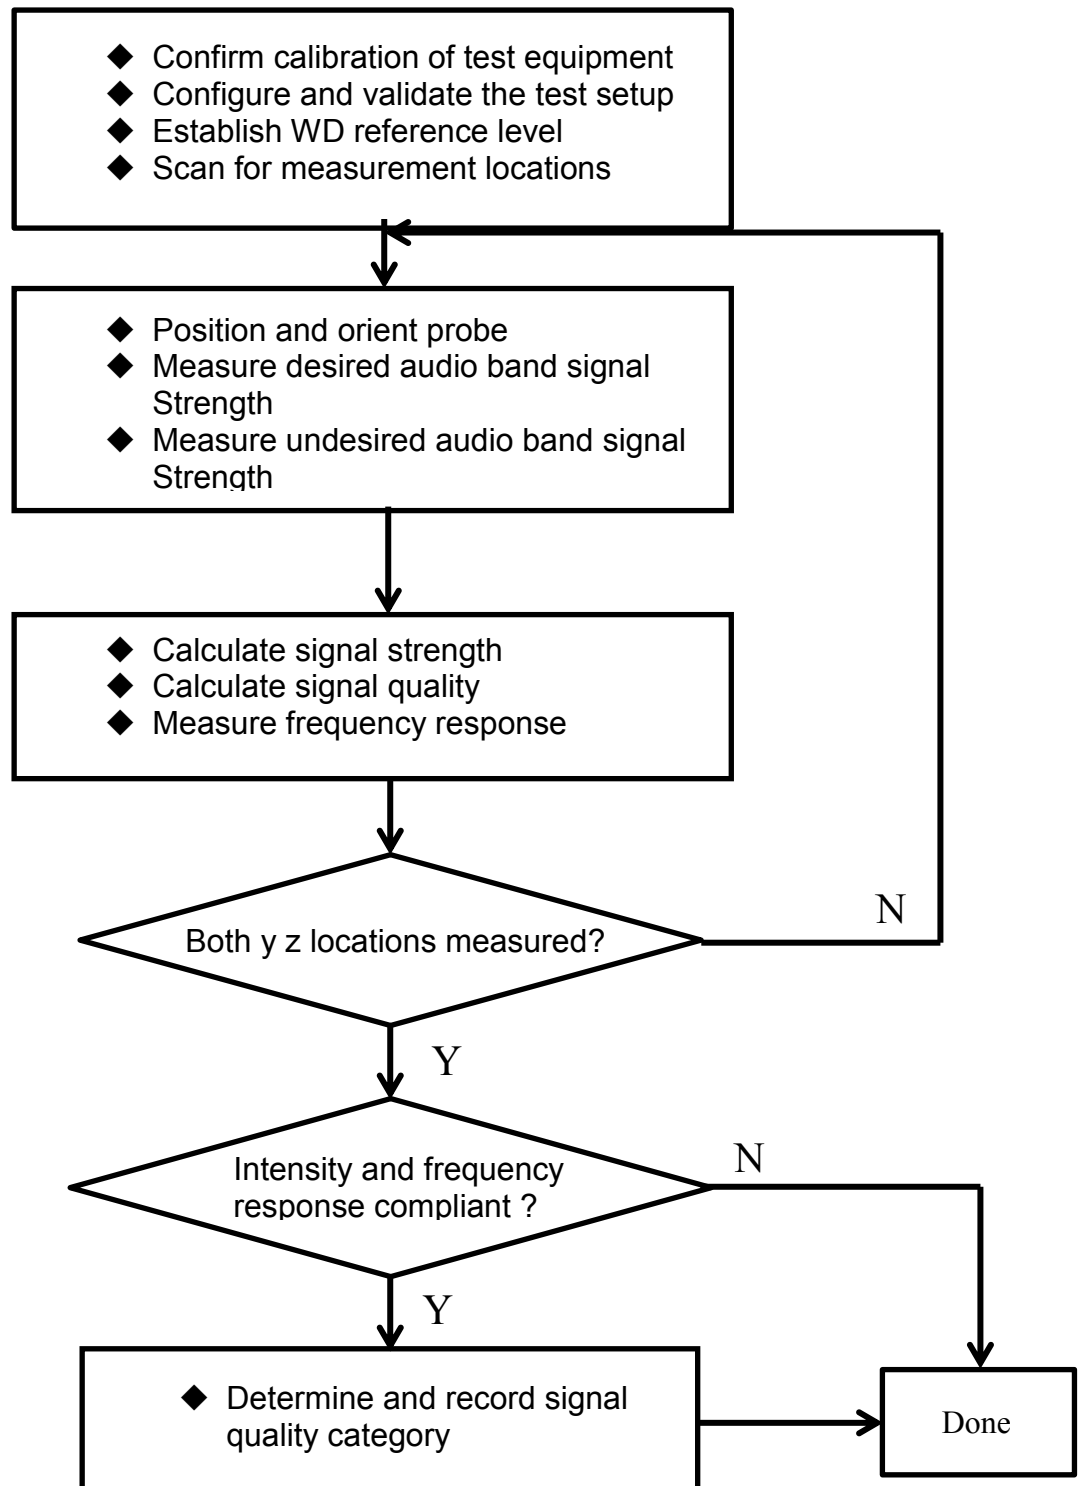 ◆ Confirm calibration of test equipment
◆ Configure and validate the test setup
◆ Establish WD reference level
◆ Scan for measurement locations
◆ Position and orient probe
◆ Measure desired audio band signal
Strength
◆ Measure undesired audio band signal
Strength
◆ Calculate signal strength
◆ Calculate signal quality
◆ Measure frequency response
Both y z locations measured?
N
Y
Intensity and frequency
response compliant ?
N
Y
◆ Determine and record signal
quality category
Done